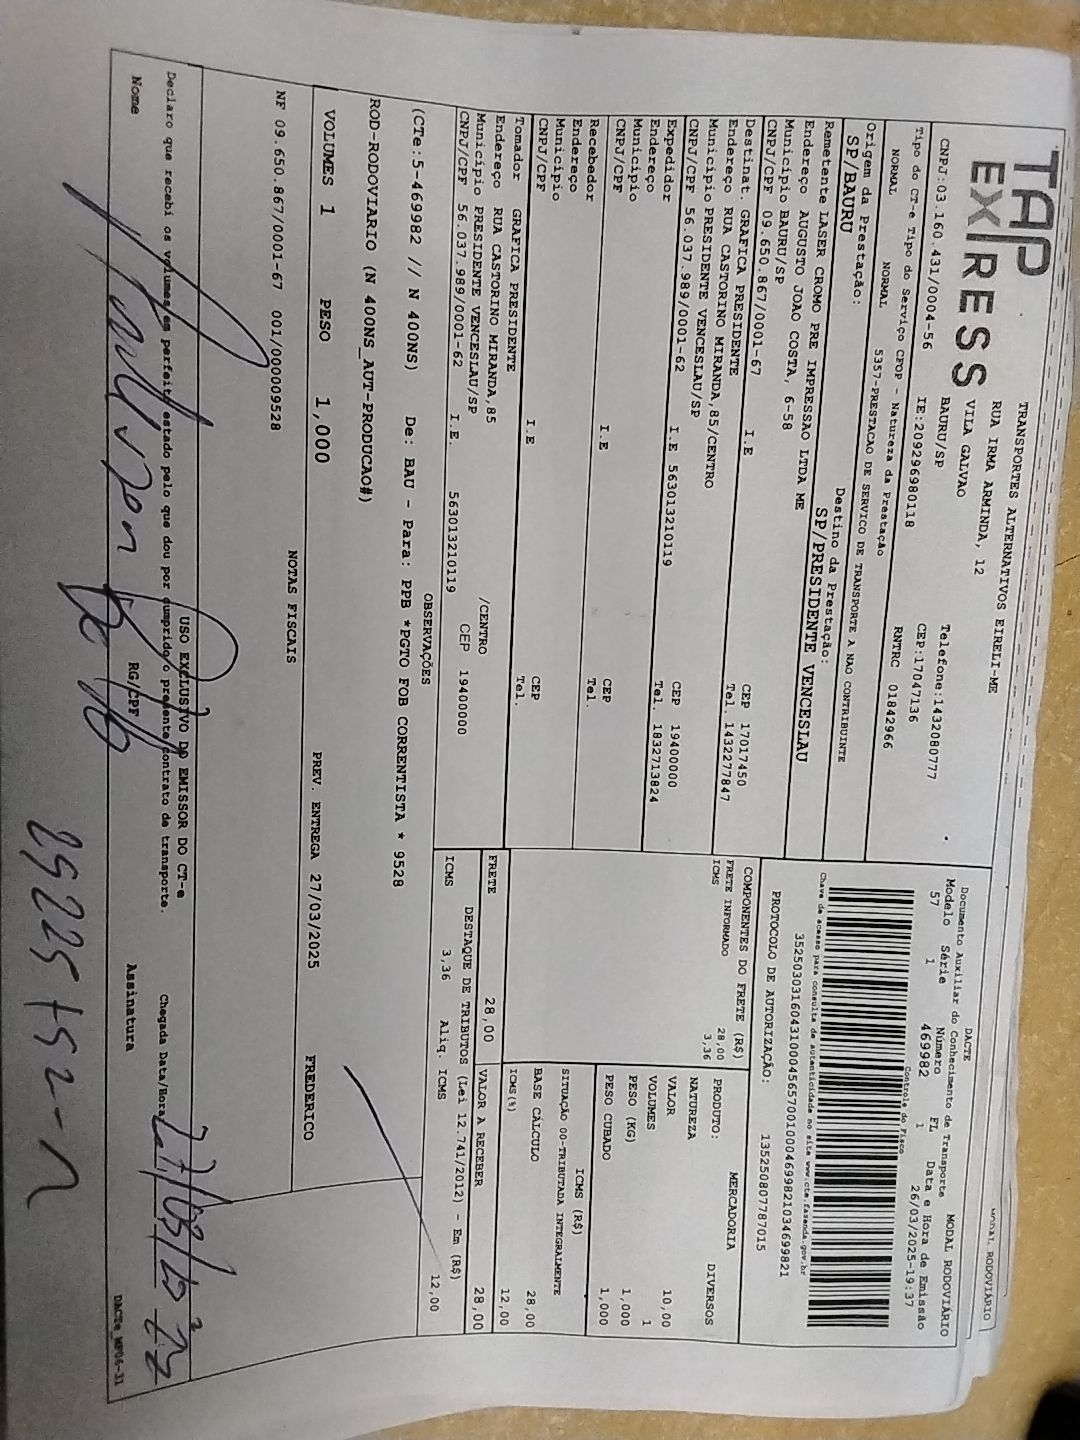 TAP
EXPRESS
TRANSPORTES ALTERNATIVOS EIRELI-ME
RUA IRMA ARMINDA, 12
VILA GALVAO
BAURU/SP
Telefone:1432080777
CNPJ:03.160.431/0004-56 IE:209296980118 CEP:17047136
RNTRC 01842966
Tipo do CT-e Tipo do Serviço CFOP - Natureza da Prestação
NORMAL NORMAL 5357-PRESTACAO DE SERVICO DE TRANSPORTE A NAO CONTRIBUINTE
Origem da Prestação: Destino da Prestação:
SP/BAURU SP/PRESIDENTE VENCESLAU
Remetente LASER CROMO PRE IMPRESSAO LTDA ME
Endereço AUGUSTO JOAO COSTA, 6-58
Município BAURU/SP CEP 17017450
CNPJ/CPF 09.650.867/0001-67 I.E Tel. 1432277847
Destinat. GRAFICA PRESIDENTE
Endereço RUA CASTORINO MIRANDA,85/CENTRO
Município PRESIDENTE VENCESLAU/SP CEP 19400000
CNPJ/CPF 56.037.989/0001-62 I.E 563013210119 Tel. 1832713824
Expedidor
Endereço
Município CEP
CNPJ/CPF I.E Tel.
Recebedor
Endereço
Município CEP
CNPJ/CPF I.E Tel.
Tomador GRAFICA PRESIDENTE
Endereço RUA CASTORINO MIRANDA,85 /CENTRO
Município PRESIDENTE VENCESLAU/SP CEP 19400000
CNPJ/CPF 56.037.989/0001-62 I.E. 563013210119
MODAL RODOVIÁRIO
DACTE MODAL RODOVIÁRIO
Documento Auxiliar do Conhecimento de Transporte
Modelo Série Número FL Data e Hora de Emissão
57 1 469982 1 26/03/2025-19:37
Controle do Fisco
Chave de acesso para consulta de autenticidade no site www.cte.fazenda.gov.br
35250303160431000456570010004699821034699821
PROTOCOLO DE AUTORIZAÇÃO: 135250807787015
COMPONENTES DO FRETE (R$)
FRETE INFORMADO 28,00
ICMS 3,36
MERCADORIA
PRODUTO: DIVERSOS
NATUREZA
VALOR 10,00
VOLUMES 1
PESO (KG) 1,000
PESO CUBADO 1,000
ICMS (R$)
SITUAÇÃO 00-TRIBUTADA INTEGRALMENTE
BASE CÁLCULO 28,00
ICMS(%) 12,00
FRETE 28,00 VALOR A RECEBER 28,00
DESTAQUE DE TRIBUTOS (Lei 12.741/2012) - Em (R$)
ICMS 3,36 Aliq. ICMS 12,00
OBSERVAÇÕES
(CTe:5-469982 // N 400NS) De: BAU - Para: PPB *PGTO FOB CORRENTISTA * 9528
ROD-RODOVIARIO (N 400NS_AUT-PRODUCAO#)
VOLUMES 1 PESO 1,000 PREV. ENTREGA 27/03/2025 FREDERICO
NOTAS FISCAIS
NF 09.650.867/0001-67 001/000009528
USO EXCLUSIVO DO EMISSOR DO CT-e
Declaro que recebi os volumes em perfeito estado pelo que dou por cumprido o presente contrato de transporte. Chegada Data/Hora
Nome RG/CPF Assinatura
DACTe_MP06-31